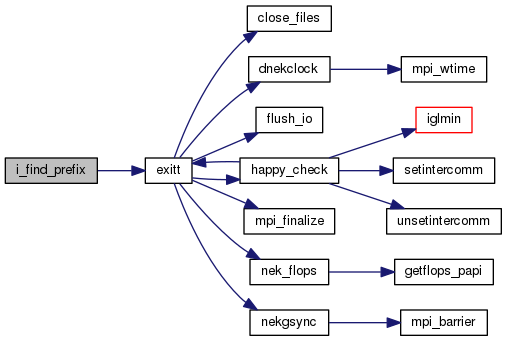 close_files
dnekclock
mpi_wtime
flush_io
iglmin
i_find_prefix
exitt
happy_check
setintercomm
mpi_finalize
unsetintercomm
nek_flops
getflops_papi
nekgsync
mpi_barrier